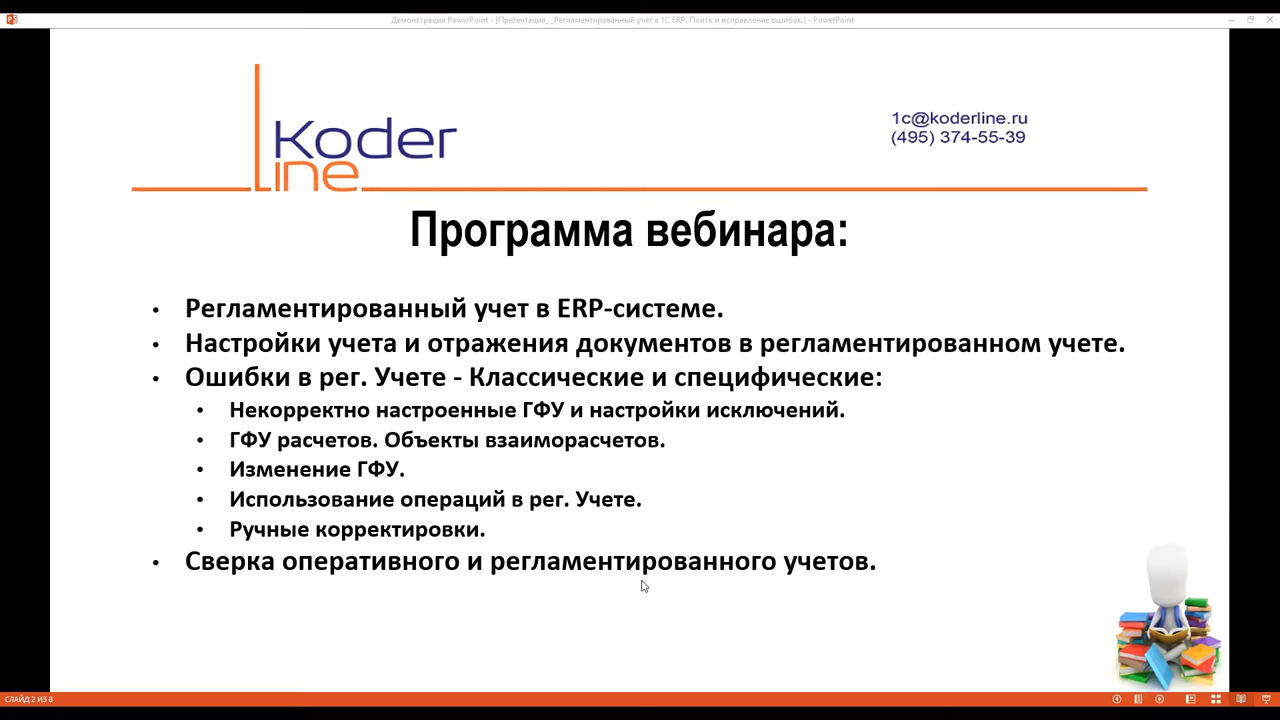 Демонстрация PowerPoint - [Презентация_ _Регламентированный учет в 1С ERP. Поиск и исправление ошибок.] - PowerPoint
Koder
line
1c@koderline.ru
(495) 374-55-39
Программа вебинара:
• Регламентированный учет в ERP-системе.
• Настройки учета и отражения документов в регламентированном учете.
• Ошибки в рег. Учете - Классические и специфические:
• Некорректно настроенные ГФУ и настройки исключений.
• ГФУ расчетов. Объекты взаиморасчетов.
• Изменение ГФУ.
• Использование операций в рег. Учете.
• Ручные корректировки.
• Сверка оперативного и регламентированного учетов.
СЛАЙД 2 ИЗ 8